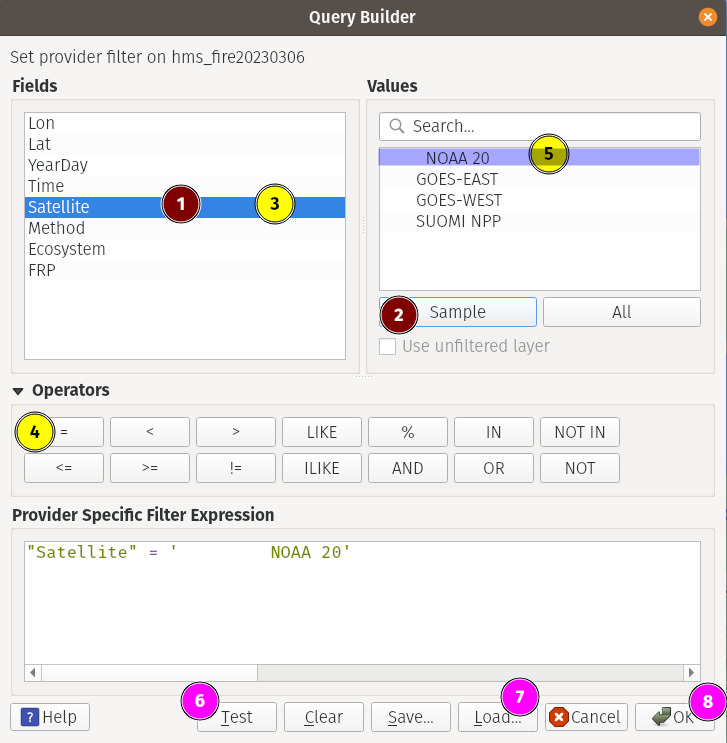 Query Builder
Set provider filter on hms_fire20230306
Fields
Values
Lon
Lat
YearDay
Time
Satellite
Method
Ecosystem
FRP
1
3
Search...
NOAA 20
5
GOES-EAST
GOES-WEST
SUOMI NPP
2 Sample All
Use unfiltered layer
Operators
4 = < > LIKE % IN NOT IN
<= >= != ILIKE AND OR NOT
Provider Specific Filter Expression
"Satellite" = '         NOAA 20'
6 7 8
? Help Test Clear Save... Load... Cancel OK